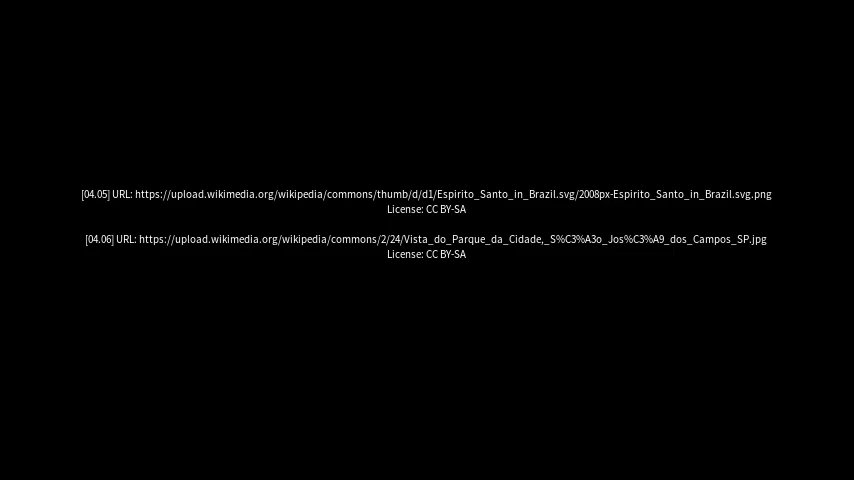 [04.05] URL: https://upload.wikimedia.org/wikipedia/commons/thumb/d/d1/Espirito_Santo_in_Brazil.svg/2008px-Espirito_Santo_in_Brazil.svg.png
License: CC BY-SA
[04.06] URL: https://upload.wikimedia.org/wikipedia/commons/2/24/Vista_do_Parque_da_Cidade,_S%C3%A3o_Jos%C3%A9_dos_Campos_SP.jpg
License: CC BY-SA